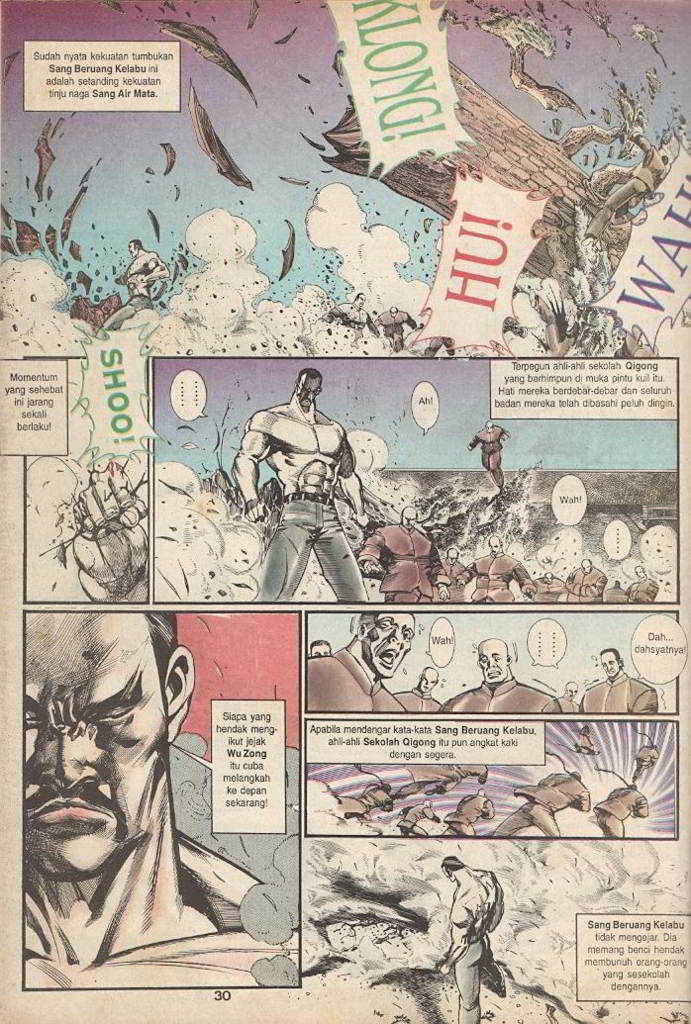 Sudah nyata kekuatan tumbukan
Sang Beruang Kelabu ini
adalah setanding kekuatan
tinju naga Sang Air Mata.
KLONG!
IDNOTY
HU!
WAH!
Momentum
yang sehebat
ini jarang
sekali
berlaku!
SHOO!
Ah!
Terpegun ahli-ahli sekolah Qigong
yang berhimpun di muka pintu kuil itu.
Hati mereka berdebar-debar dan seluruh
badan mereka telah dibasahi peluh dingin.
Wah!
Siapa yang
hendak meng-
ikut jejak
Wu Zong
itu cuba
melangkah
ke depan
sekarang!
Wah!
Dah...
dahsyatnya!
Apabila mendengar kata-kata Sang Beruang Kelabu,
ahli-ahli Sekolah Qigong itu pun angkat kaki
dengan segera.
Sang Beruang Kelabu
tidak mengejar. Dia
memang benci hendak
membunuh orang-orang
yang sesekolah
dengannya.
30